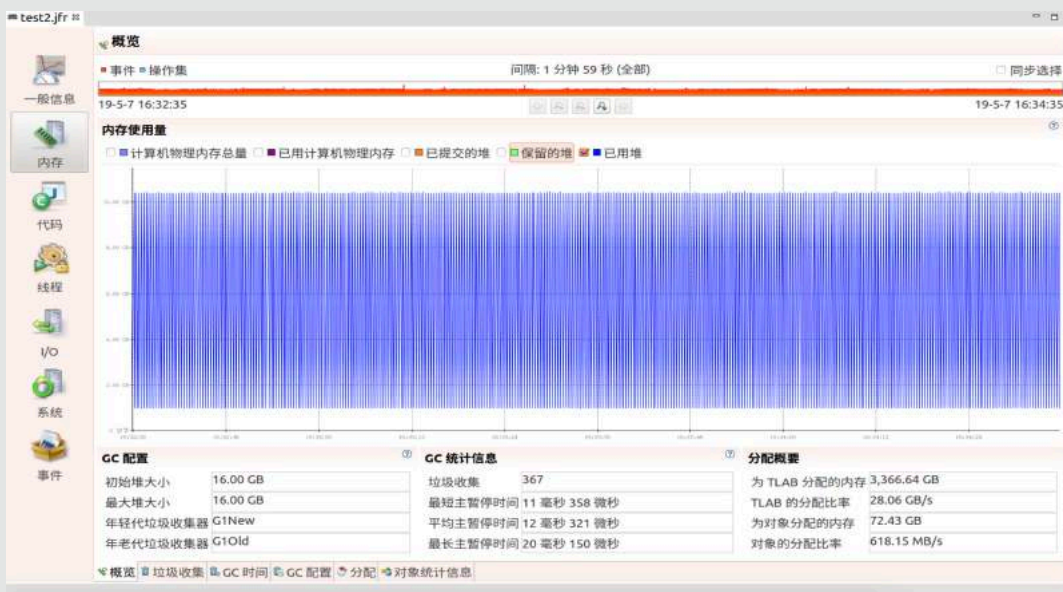 test2.jfr
概览
事件 操作集
间隔: 1 分钟 59 秒 (全部)
同步选择
19-5-7 16:32:35
19-5-7 16:34:35
一般信息
内存
代码
线程
I/O
系统
事件
内存使用量
计算机物理内存总量 已用计算机物理内存 已提交的堆 保留的堆 已用堆
GC 配置
初始堆大小 16.00 GB
最大堆大小 16.00 GB
年轻代垃圾收集器 G1New
年老代垃圾收集器 G1Old
GC 统计信息
垃圾收集 367
最短主暂停时间 11 毫秒 358 微秒
平均主暂停时间 12 毫秒 321 微秒
最长主暂停时间 20 毫秒 150 微秒
分配概要
为 TLAB 分配的内存 3,366.64 GB
TLAB 的分配比率 28.06 GB/s
为对象分配的内存 72.43 GB
对象的分配比率 618.15 MB/s
概览 垃圾收集 GC 时间 GC 配置 分配 对象统计信息